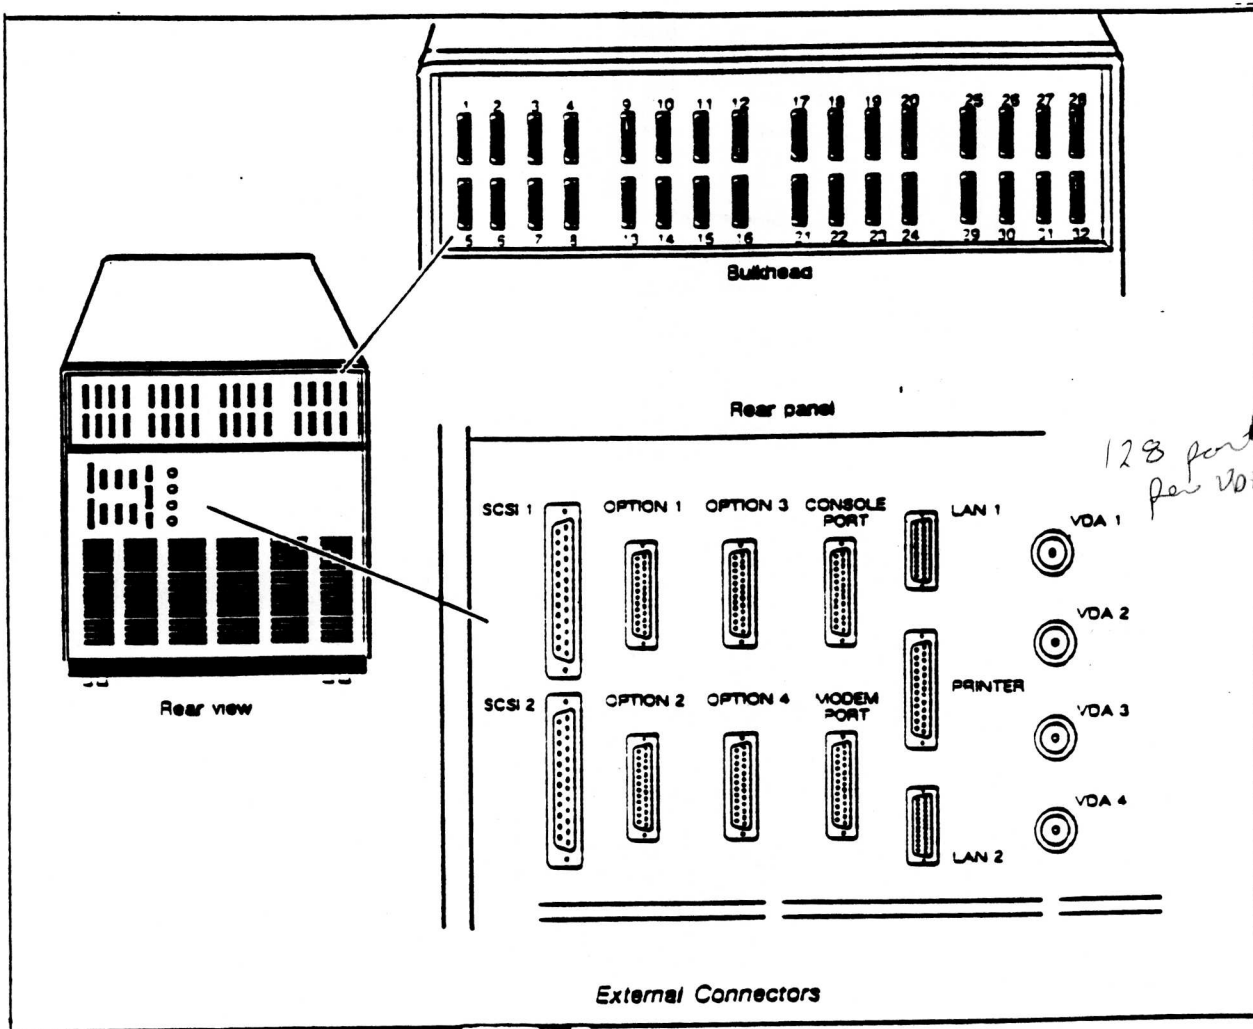 1 2 3 4 9 10 11 12 17 18 19 20 25 26 27 28
5 6 7 8 13 14 15 16 21 22 23 24 29 30 31 32
Bulkhead
Rear view
Rear panel
128 port
per VDA
SCSI 1 OPTION 1 OPTION 3 CONSOLE PORT LAN 1 VDA 1
VDA 2
PRINTER
SCSI 2 OPTION 2 OPTION 4 MODEM PORT VDA 3
VDA 4
LAN 2
External Connectors